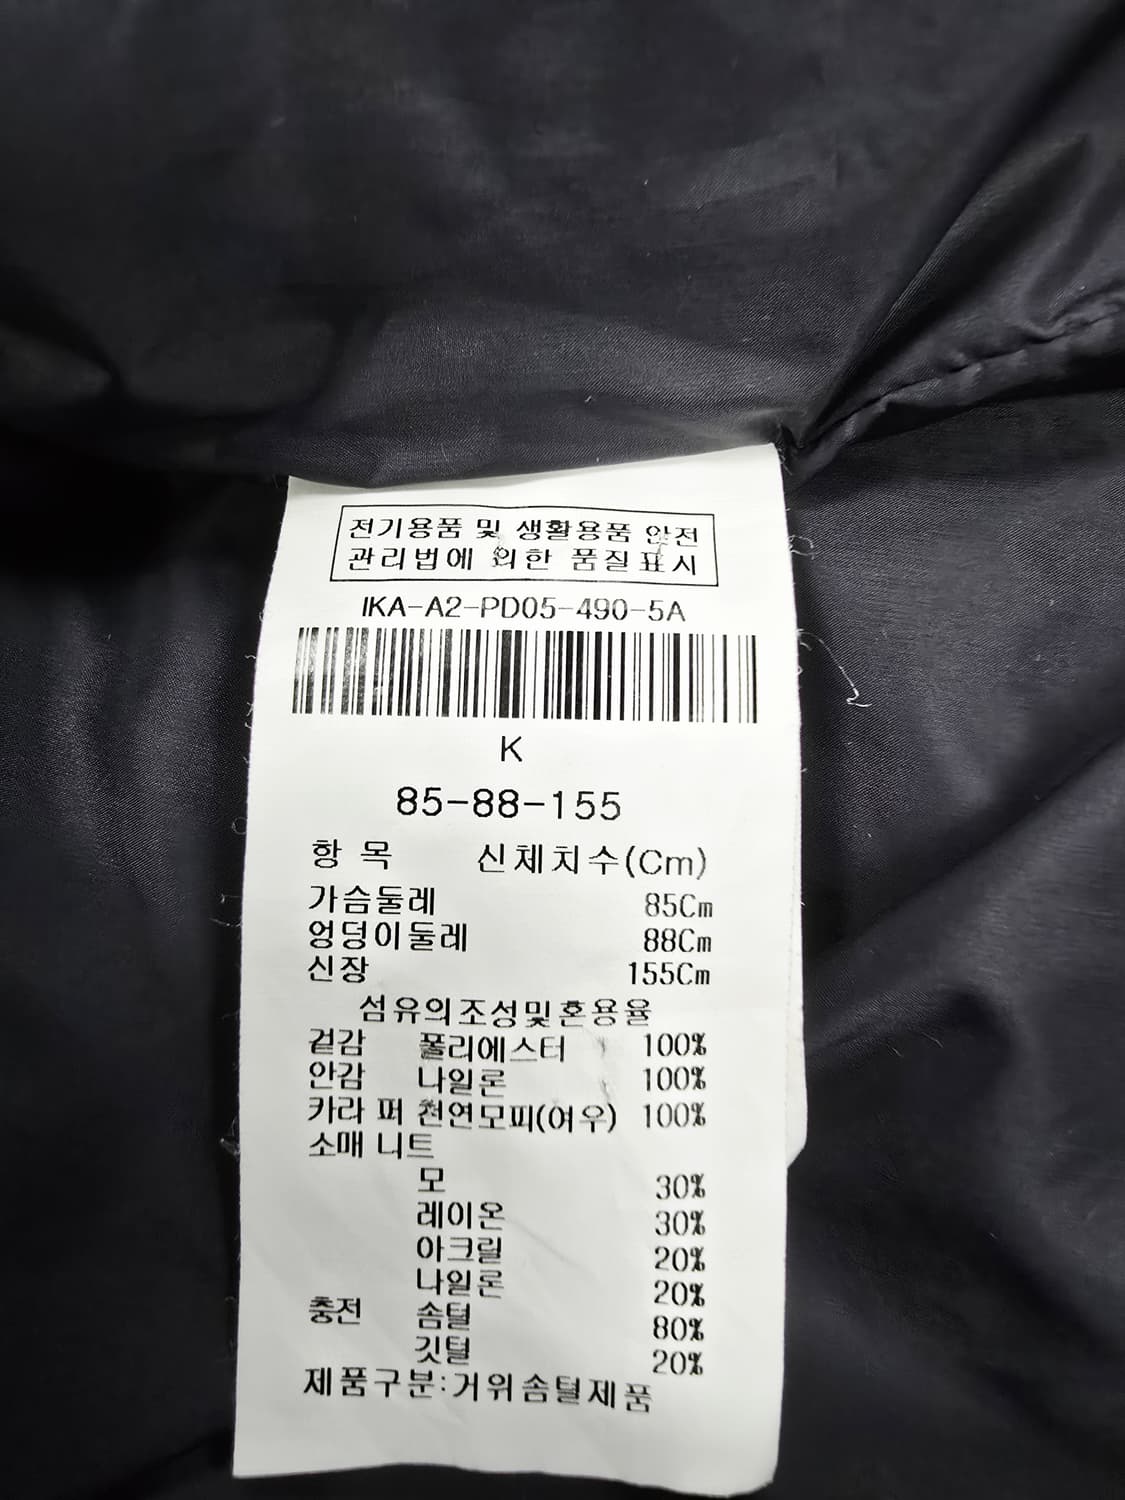 전기용품 및 생활용품 안전
관리법에 의한 품질표시
IKA-A2-PD05-490-5A
K
85-88-155
항 목 신체치수(Cm)
가슴둘레 85Cm
엉덩이둘레 88Cm
신장 155Cm
섬유의조성및혼용율
겉감 폴리에스터 100%
안감 나일론 100%
카라 퍼 천연모피(여우) 100%
소매 니트
모 30%
레이온 30%
아크릴 20%
나일론 20%
충전 솜털 80%
깃털 20%
제품구분:거위솜털제품